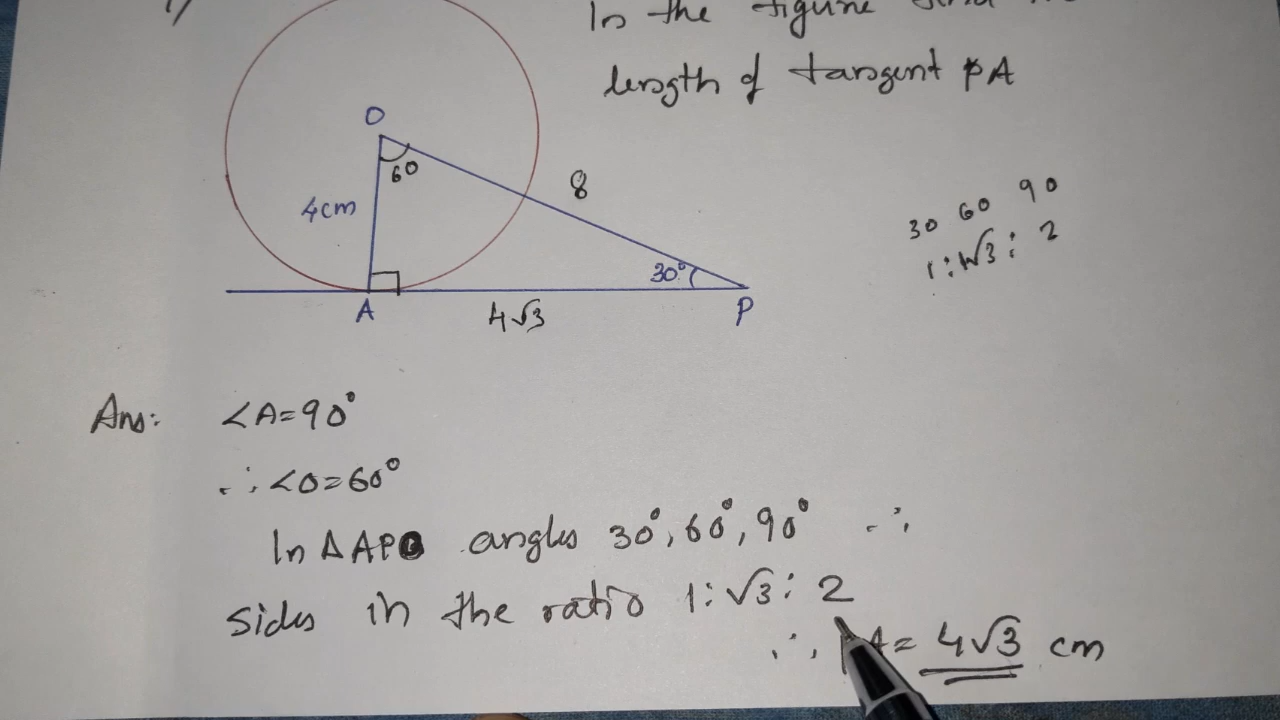 1)
In the figure
length of tangent PA
O
60
8
4cm
30 60 90
1:√3:2
30°
A
4√3
P
Ans: ∠A=90°
∴ ∠O=60°
In ΔAPO angles 30°, 60°, 90° ∴
sides in the ratio 1:√3:2
∴ PA= 4√3 cm